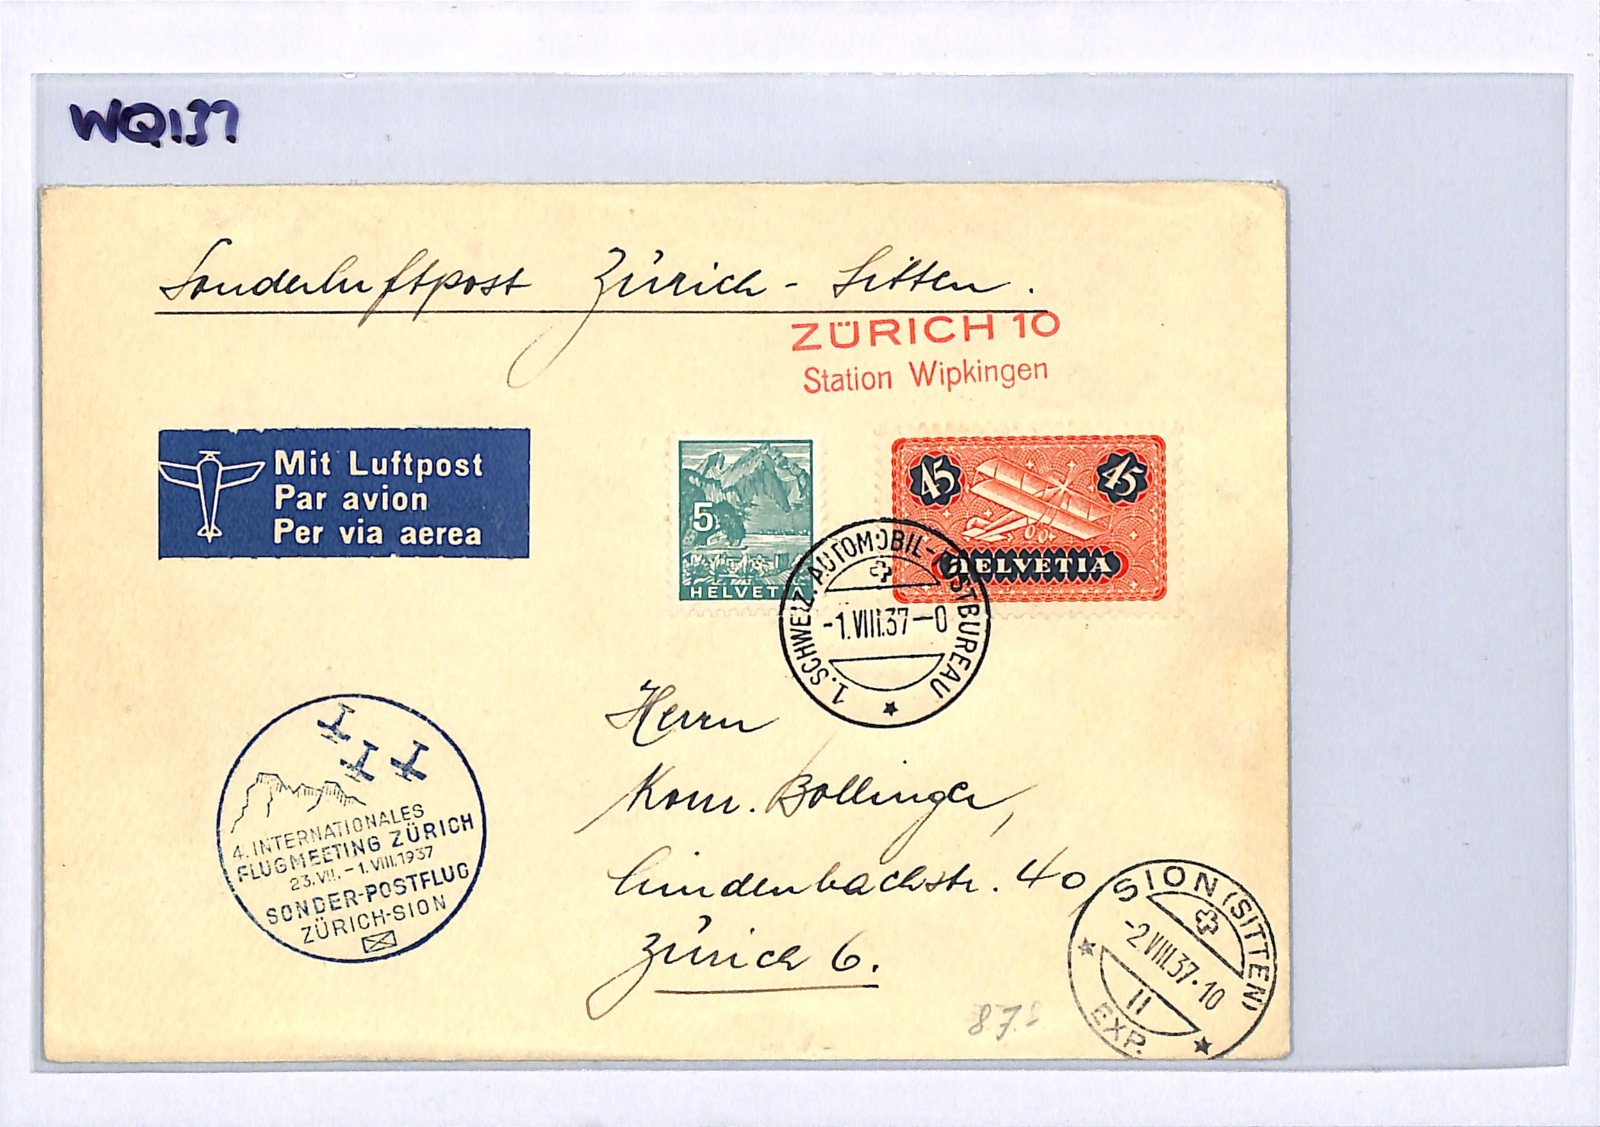 WQ137
Sonderluftpost Zürich - Sitten.
ZÜRICH 10
Station Wipkingen
Mit Luftpost
Par avion
Per via aerea
5
HELVET
45
45
HELVETIA
1. SCHWEIZ. AUTOMOBIL-POSTBUREAU
-1.VIII.37-0
Herrn
Kom. Bollinger,
Lindenbachstr. 40
Zürich 6.
4. INTERNATIONALES
FLUGMEETING ZÜRICH
23.VII.-1.VIII.1937
SONDER-POSTFLUG
ZÜRICH-SION
SION (SITTEN)
-2.VIII.37-10
II
EXP.